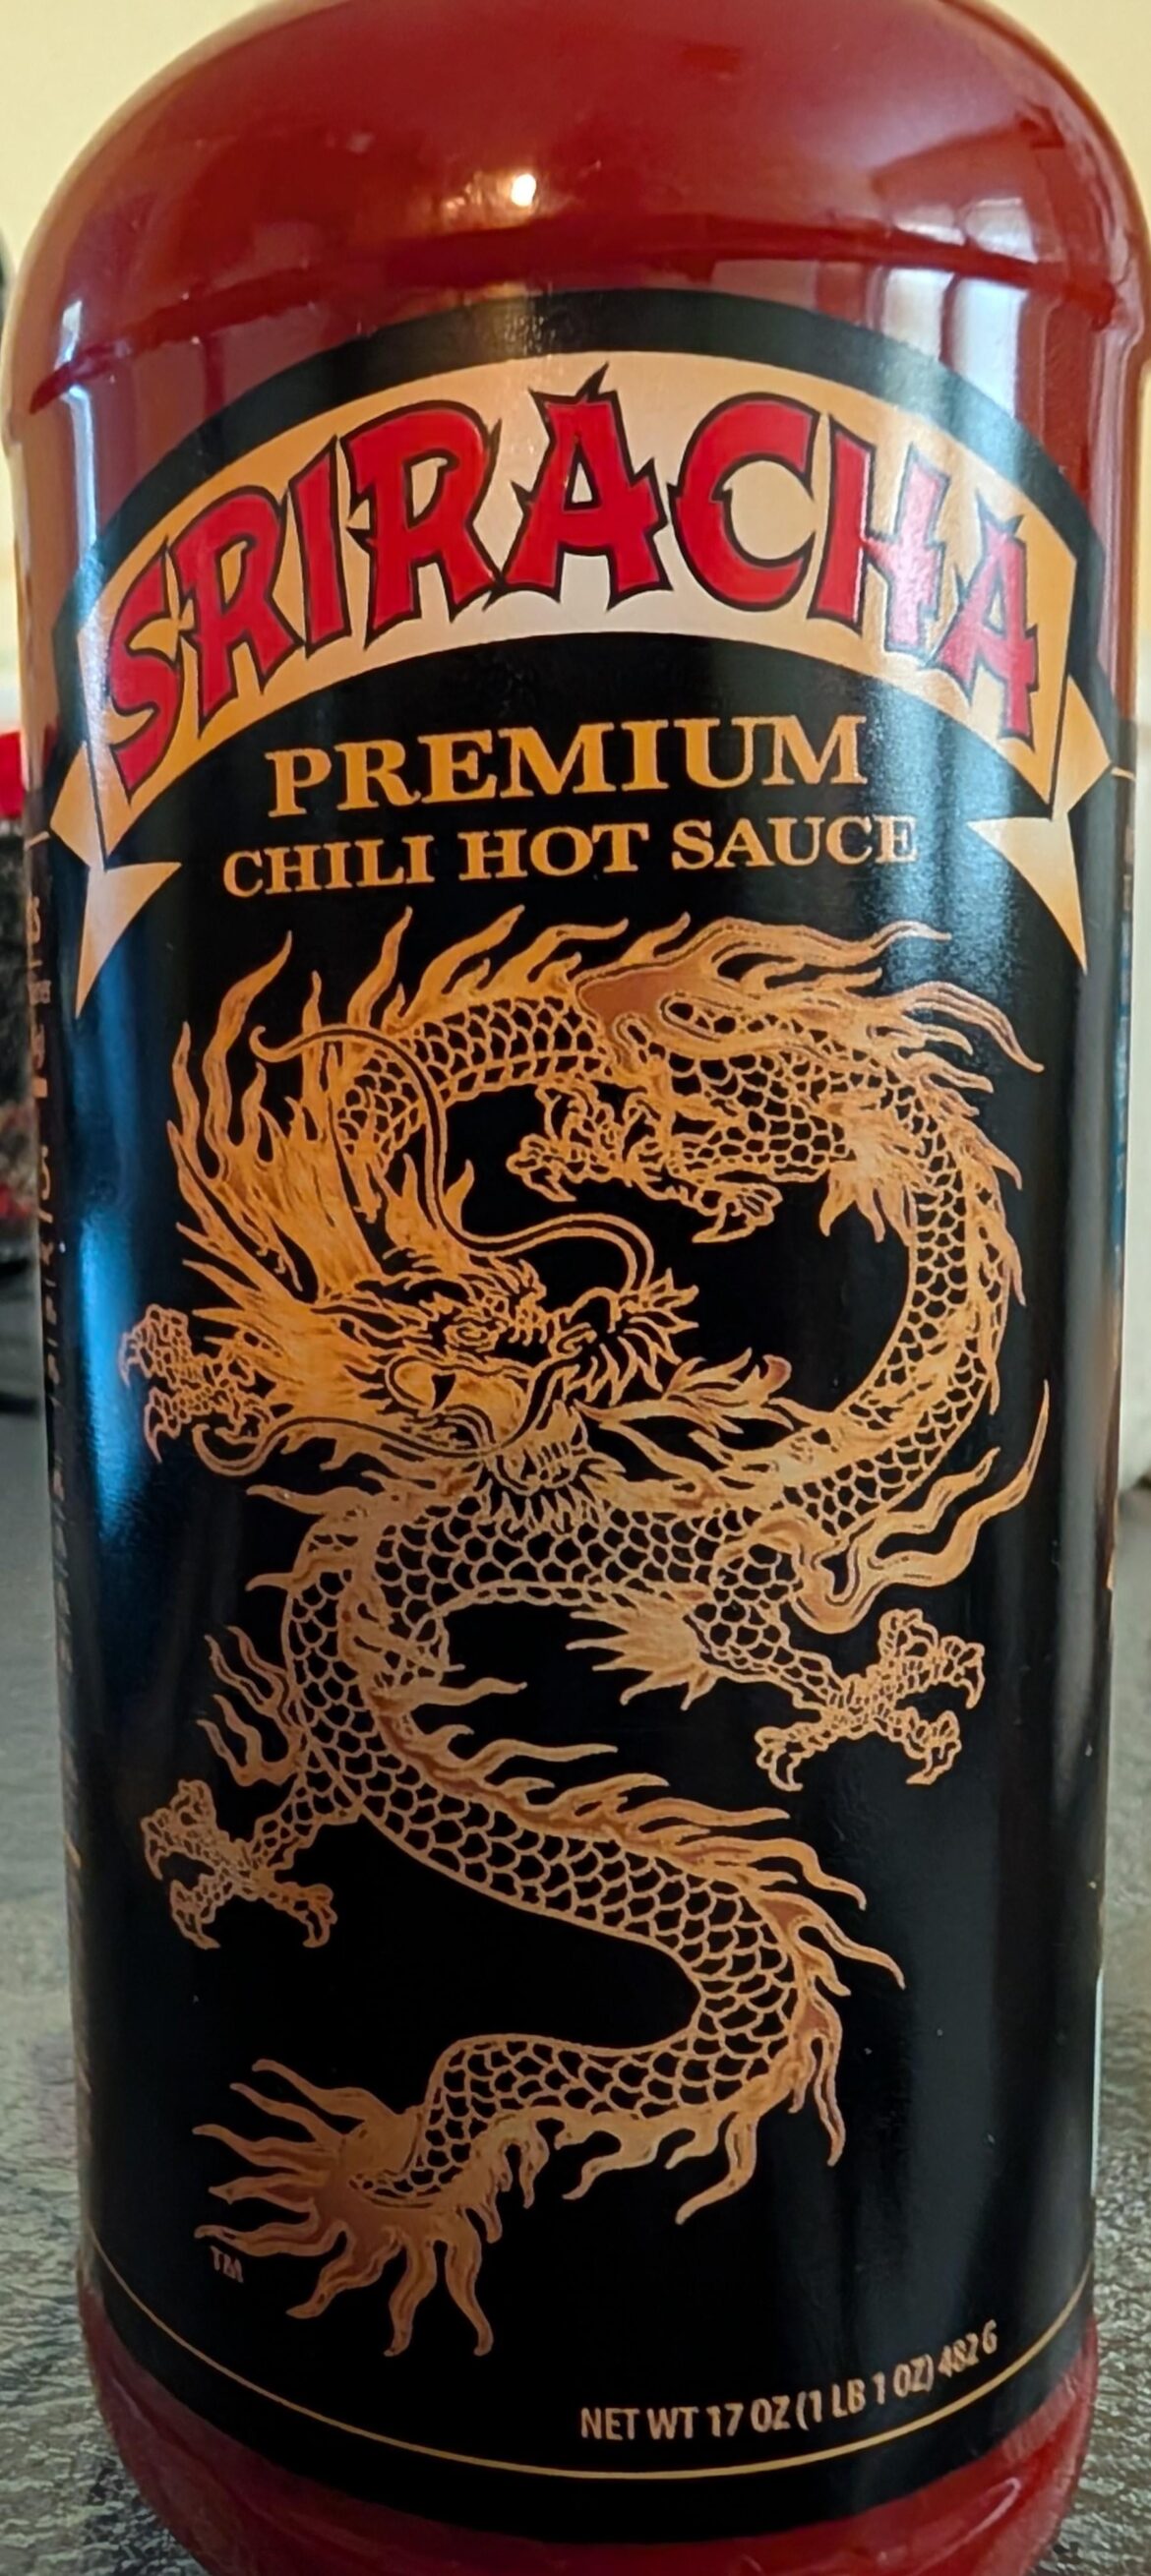 SRIRACHA
PREMIUM
CHILI HOT SAUCE
TM
NET WT 17 OZ (1 LB 1 OZ) 482 G